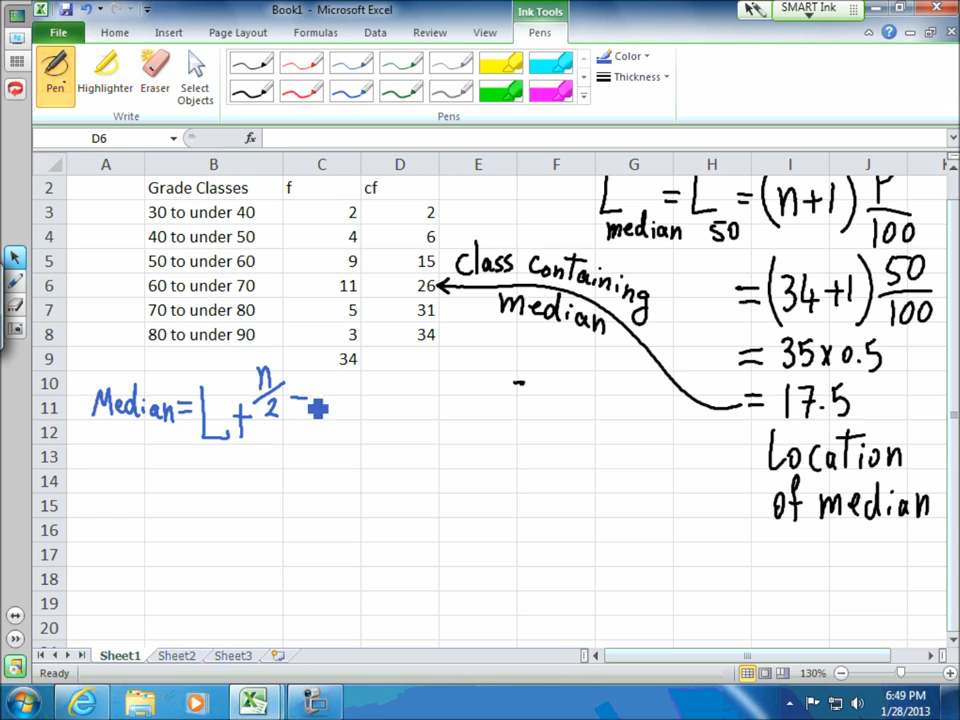 Book1 - Microsoft Excel
Ink Tools
SMART Ink
File Home Insert Page Layout Formulas Data Review View Pens
Pen Highlighter Eraser Select Objects
Color
Thickness
Write Pens
D6 fx
A B C D E F G H I J K
2 Grade Classes f cf
3 30 to under 40 2 2
4 40 to under 50 4 6
5 50 to under 60 9 15
6 60 to under 70 11 26
7 70 to under 80 5 31
8 80 to under 90 3 34
9 34
10
11
12
13
14
15
16
17
18
19
20
L median = L 50 = (n+1) P/100
= (34+1) 50/100
= 35x0.5
= 17.5
Location
of median
Class containing
median
Median = L + n/2 -
Sheet1 Sheet2 Sheet3
Ready 130%
6:49 PM
1/28/2013